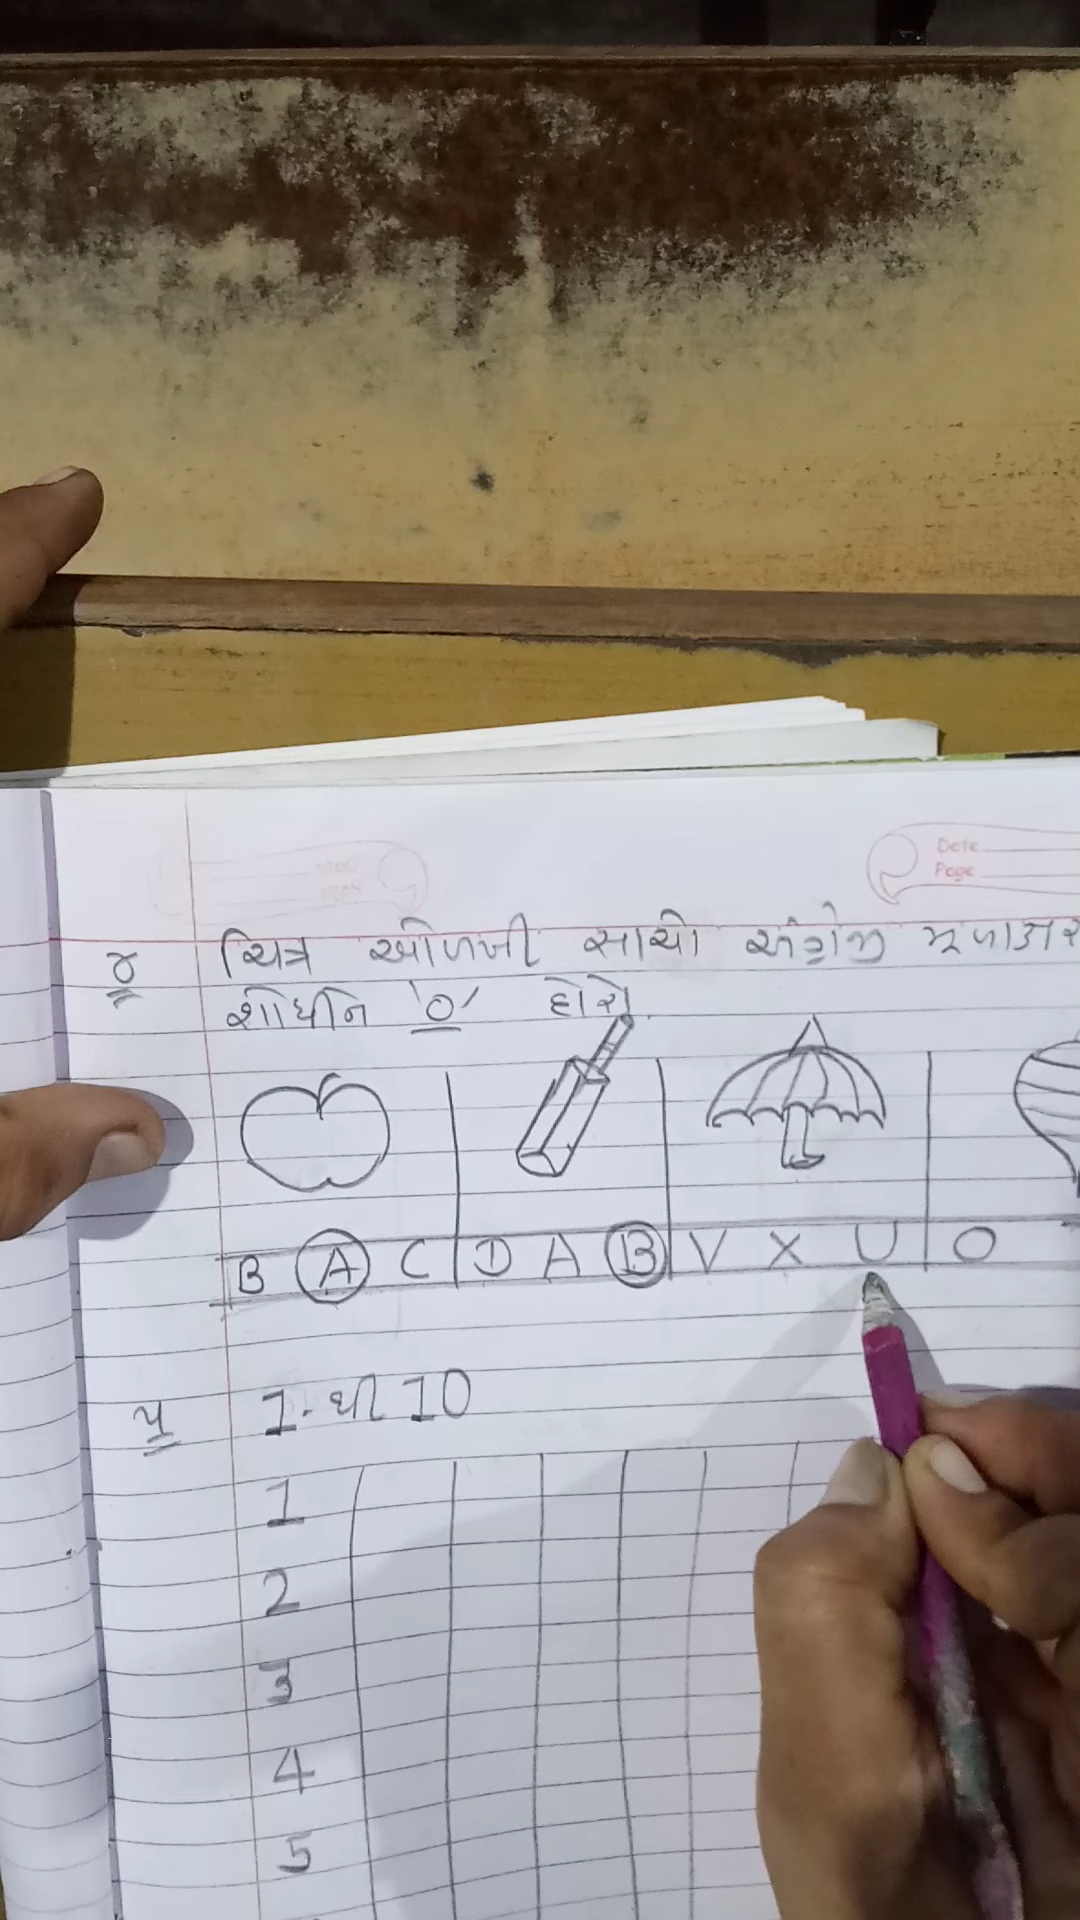 Date
Page
૪ ચિત્ર ઓળખી સાચો અંગ્રેજી મૂળાક્ષર
શોધીને 'O' દોરો.
B A C D A B V X U O
૫ 1 થી 10
1
2
3
4
5